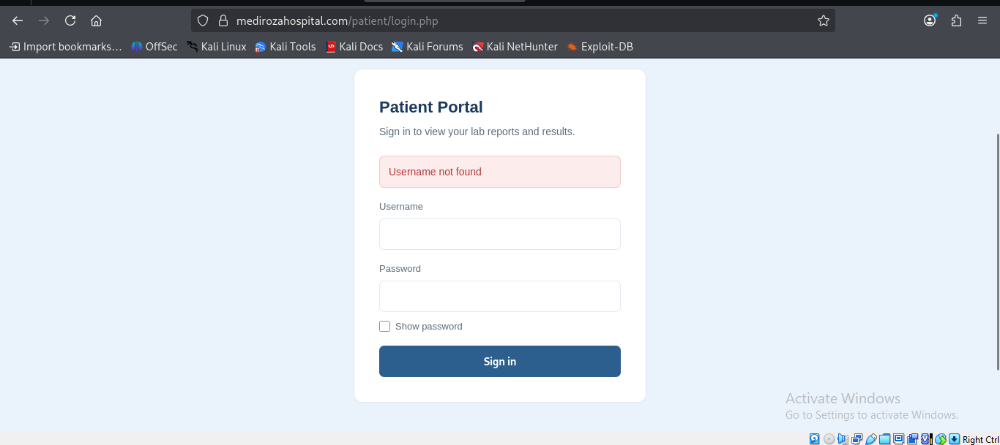 medirozahospital.com/patient/login.php
Import bookmarks... OffSec Kali Linux Kali Tools Kali Docs Kali Forums Kali NetHunter Exploit-DB
Patient Portal
Sign in to view your lab reports and results.
Username not found
Username
Password
Show password
Sign in
Activate Windows
Go to Settings to activate Windows.
Right Ctrl